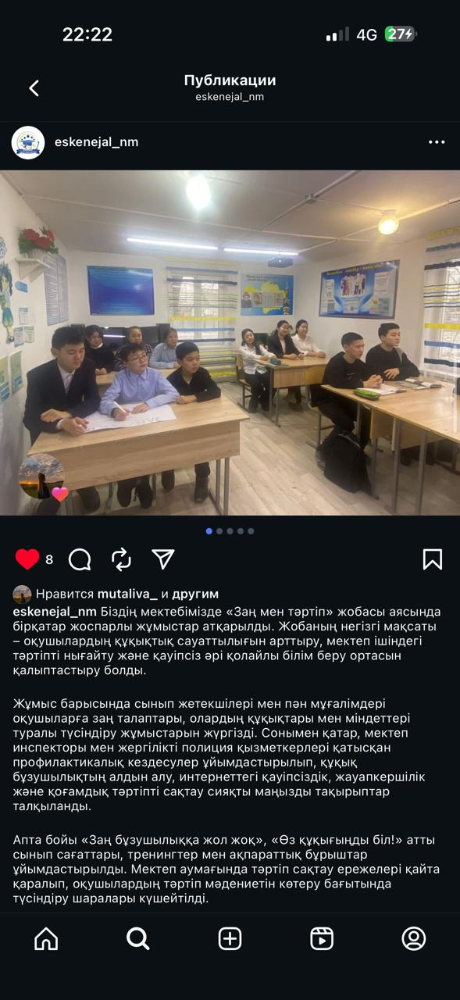 22:22
4G 27
Публикации
eskenejal_nm
eskenejal_nm
8
Нравится mutaliva_ и другим
eskenejal_nm Біздің мектебімізде «Заң мен тәртіп» жобасы аясында
бірқатар жоспарлы жұмыстар атқарылды. Жобаның негізгі мақсаты
– оқушылардың құқықтық сауаттылығын арттыру, мектеп ішіндегі
тәртіпті нығайту және қауіпсіз әрі қолайлы білім беру ортасын
қалыптастыру болды.
Жұмыс барысында сынып жетекшілері мен пән мұғалімдері
оқушыларға заң талаптары, олардың құқықтары мен міндеттері
туралы түсіндіру жұмыстарын жүргізді. Сонымен қатар, мектеп
инспекторы мен жергілікті полиция қызметкерлері қатысқан
профилактикалық кездесулер ұйымдастырылып, құқық
бұзушылықтың алдын алу, интернеттегі қауіпсіздік, жауапкершілік
және қоғамдық тәртіпті сақтау сияқты маңызды тақырыптар
талқыланды.
Апта бойы «Заң бұзушылыққа жол жоқ», «Өз құқығыңды біл!» атты
сынып сағаттары, тренингтер мен ақпараттық бұрыштар
ұйымдастырылды. Мектеп аумағында тәртіп сақтау ережелері қайта
қаралып, оқушылардың тәртіп мәдениетін көтеру бағытында
түсіндіру шаралары күшейтілді.